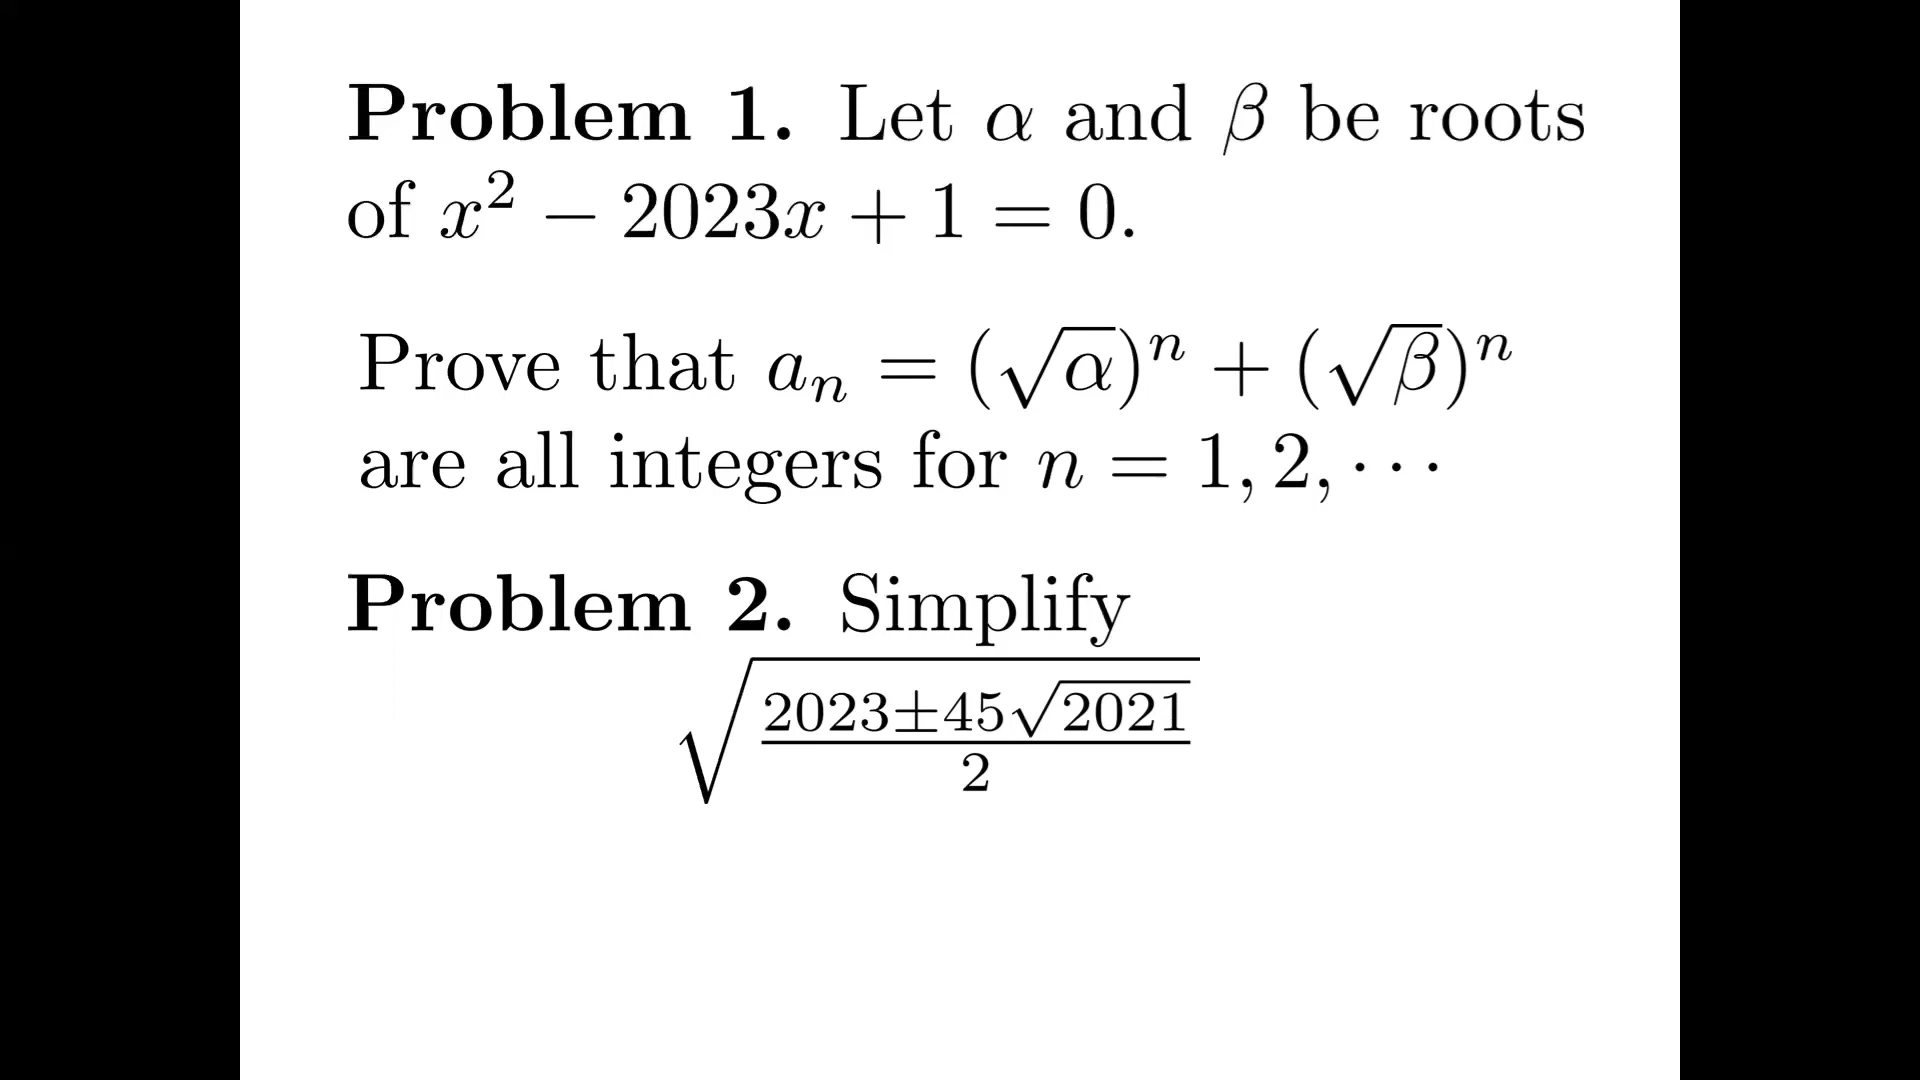 Problem 1. Let α and β be roots
of x² − 2023x + 1 = 0.
Prove that aₙ = (√α)ⁿ + (√β)ⁿ
are all integers for n = 1, 2, ⋯
Problem 2. Simplify
√((2023±45√2021)/2)